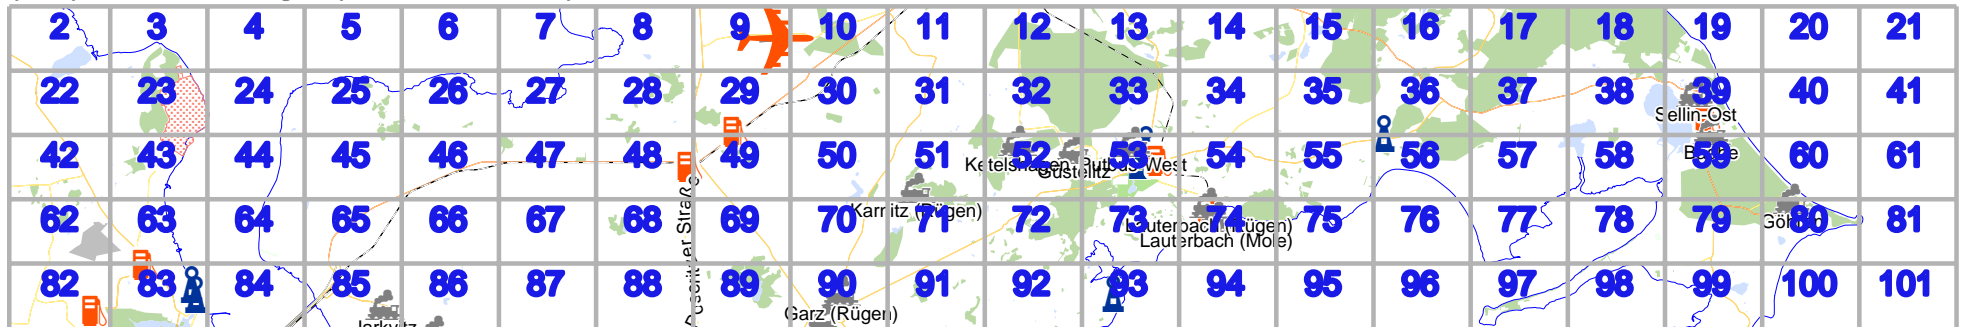 2 3 4 5 6 7 8 9 10 11 12 13 14 15 16 17 18 19 20 21
22 23 24 25 26 27 28 29 30 31 32 33 34 35 36 37 38 39 40 41
Sellin-Ost
42 43 44 45 46 47 48 49 50 51 52 53 54 55 56 57 58 59 60 61
Ketelshagen Putbus West
Güstelitz
Karnitz (Rügen)
62 63 64 65 66 67 68 69 70 71 72 73 74 75 76 77 78 79 80 81
Göhren
Lauterbach (Rügen)
Lauterbach (Mole)
82 83 84 85 86 87 88 89 90 91 92 93 94 95 96 97 98 99 100 101
Garz (Rügen)